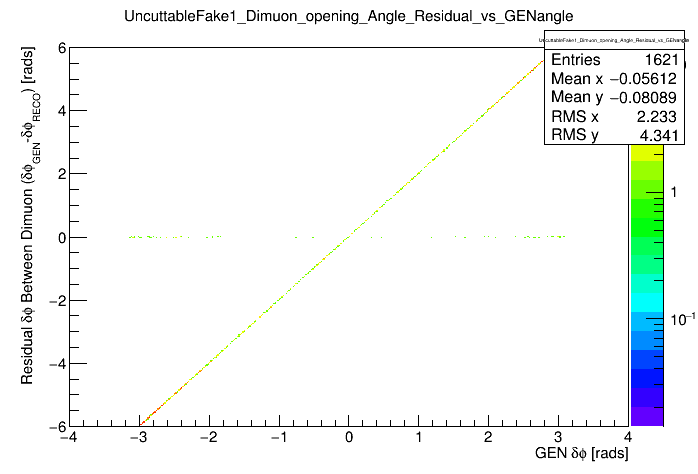 UncuttableFake1_Dimuon_opening_Angle_Residual_vs_GENangle
UncuttableFake1_Dimuon_opening_Angle_Residual_vs_GENangle
Entries 1621
Mean x −0.05612
Mean y −0.08089
RMS x 2.233
RMS y 4.341
Residual δϕ Between Dimuon (δϕGEN-δϕRECO) [rads]
6
4
2
0
−2
−4
−6
−4 −3 −2 −1 0 1 2 3 4
GEN δϕ [rads]
1
10⁻¹